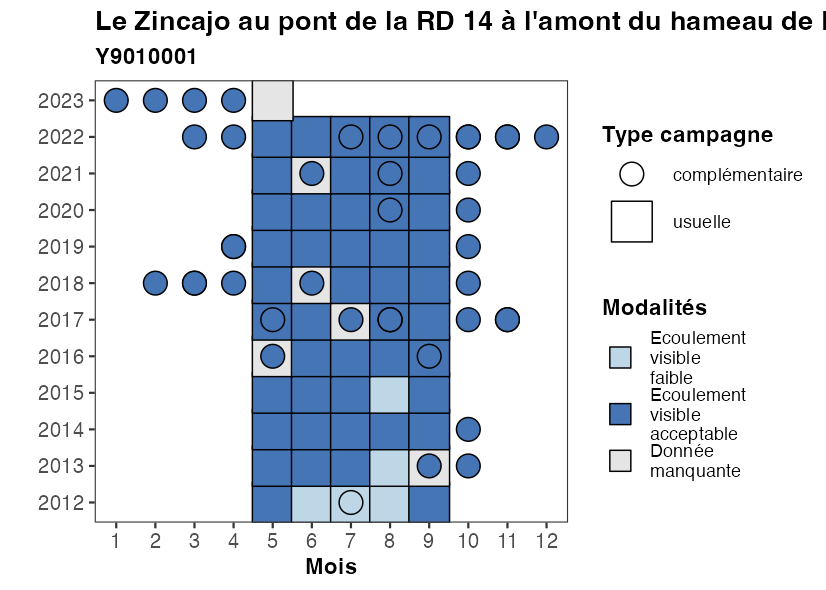 Le Zincajo au pont de la RD 14 à l'amont du hameau de
Y9010001
2023
2022
2021
2020
2019
2018
2017
2016
2015
2014
2013
2012
1 2 3 4 5 6 7 8 9 10 11 12
Mois
Type campagne
complémentaire
usuelle
Modalités
Ecoulement
visible
faible
Ecoulement
visible
acceptable
Donnée
manquante